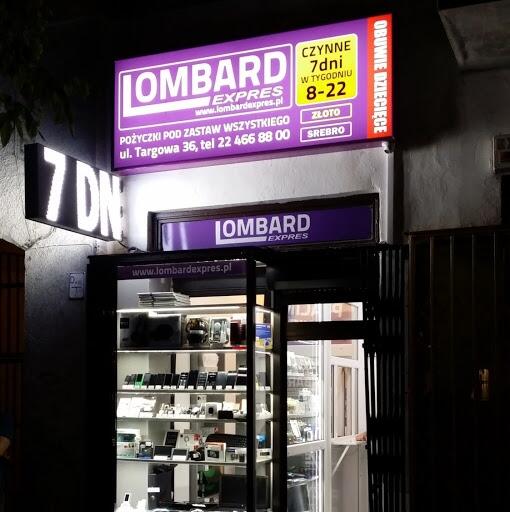 LOMBARD
EXPRES
www.lombardexpres.pl
POŻYCZKI POD ZASTAW WSZYSTKIEGO
ul. Targowa 36, tel 22 466 88 00
CZYNNE
7dni
W TYGODNIU
8-22
ZŁOTO
SREBRO
OBUWIE DZIECIĘCE
7 DN
LOMBARD
EXPRES
www.lombardexpres.pl